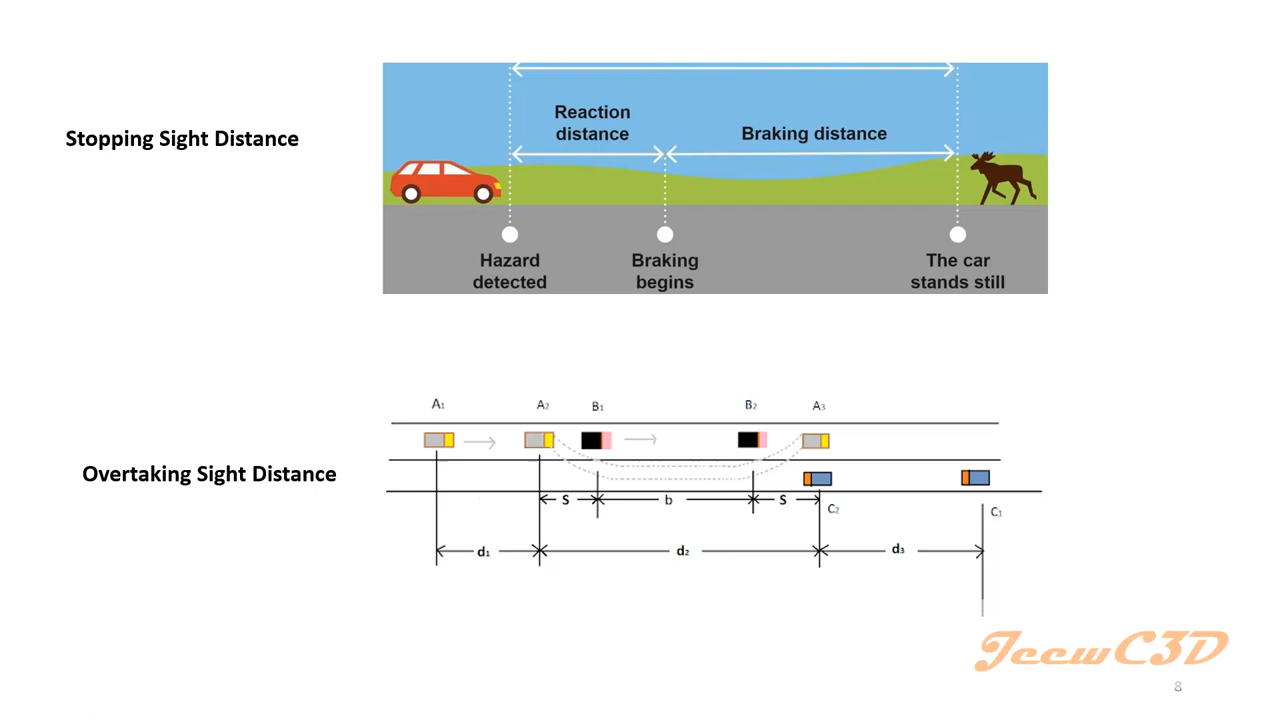 Stopping Sight Distance
Reaction
distance
Braking distance
Hazard
detected
Braking
begins
The car
stands still
Overtaking Sight Distance
A1
A2
B1
B2
A3
S
b
S
C2
C1
d1
d2
d3
JeewC3D
8